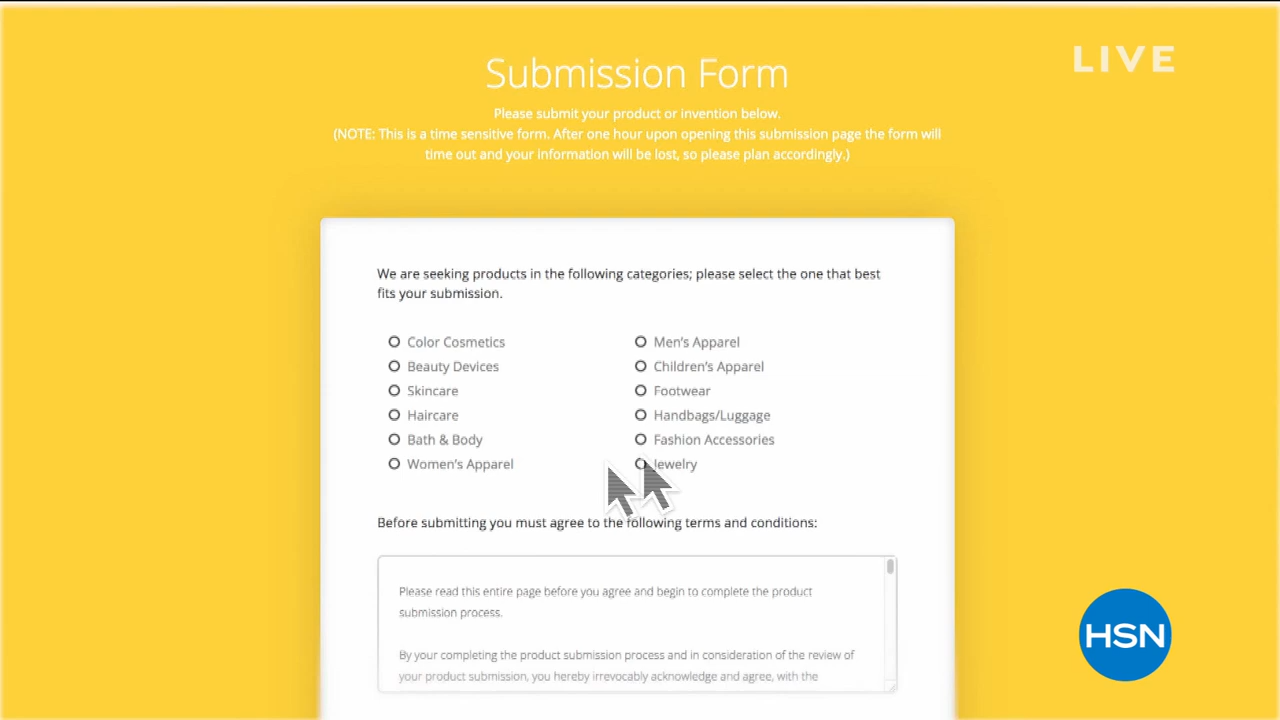 LIVE
Submission Form
Please submit your product or invention below.
(NOTE: This is a time sensitive form. After one hour upon opening this submission page the form will
time out and your information will be lost, so please plan accordingly.)
We are seeking products in the following categories; please select the one that best
fits your submission.
Color Cosmetics
Beauty Devices
Skincare
Haircare
Bath & Body
Women's Apparel
Men's Apparel
Children's Apparel
Footwear
Handbags/Luggage
Fashion Accessories
Jewelry
Before submitting you must agree to the following terms and conditions:
Please read this entire page before you agree and begin to complete the product
submission process.
By your completing the product submission process and in consideration of the review of
your product submission, you hereby irrevocably acknowledge and agree, with the
HSN